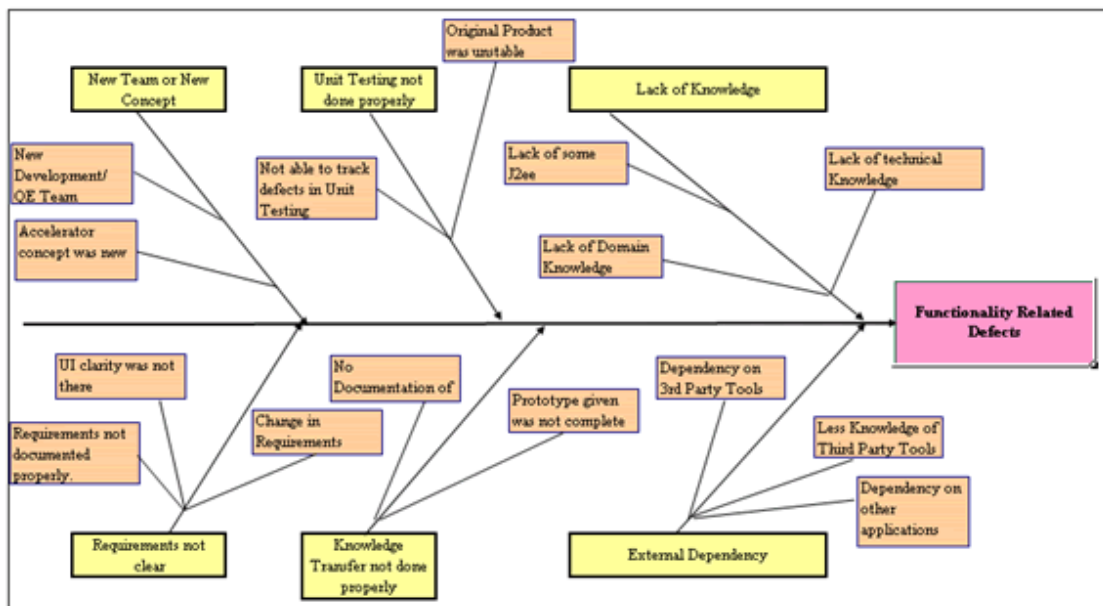 Original Product
was unstable
New Team or New
Concept
Unit Testing not
done properly
Lack of Knowledge
New
Development/
QE Team
Not able to track
defects in Unit
Testing
Lack of some
J2ee
Lack of technical
Knowledge
Accelerator
concept was new
Lack of Domain
Knowledge
Functionality Related
Defects
UI clarity was not
there
No
Documentation of
Dependency on
3rd Party Tools
Requirements not
documented
properly.
Change in
Requirements
Prototype given
was not complete
Less Knowledge of
Third Party Tools
Dependency on
other
applications
Requirements not
clear
Knowledge
Transfer not done
properly
External Dependency